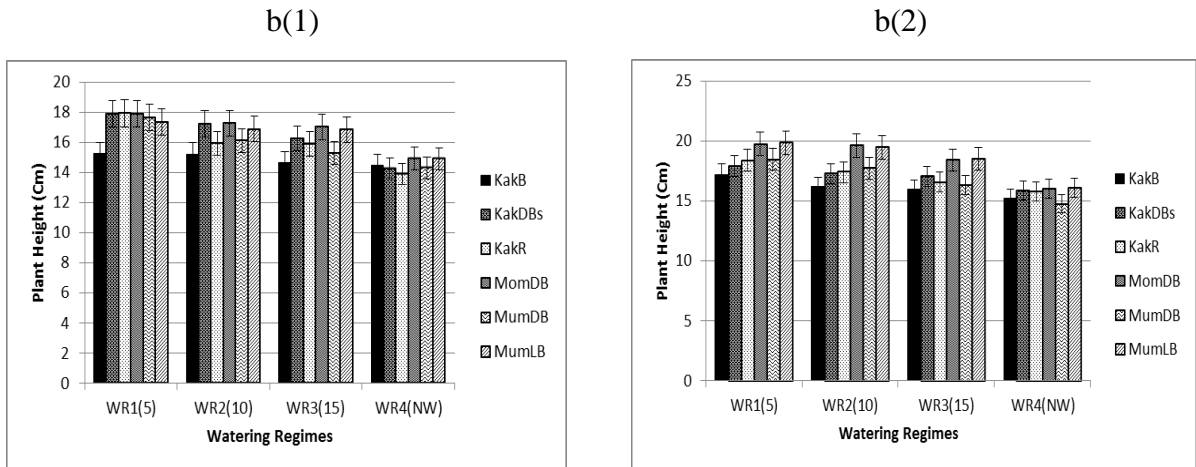 b(1)
20
18
16
14
12
10
8
6
4
2
0
Plant Height (Cm)
WR1(5) WR2(10) WR3(15) WR4(NW)
Watering Regimes
KakB
KakDBs
KakR
MomDB
MumDB
MumLB
b(2)
25
20
15
10
5
0
Plant Height (Cm)
WR1(5) WR2(10) WR3(15) WR4(NW)
Watering Regimes
KakB
KakDBs
KakR
MomDB
MumDB
MumLB